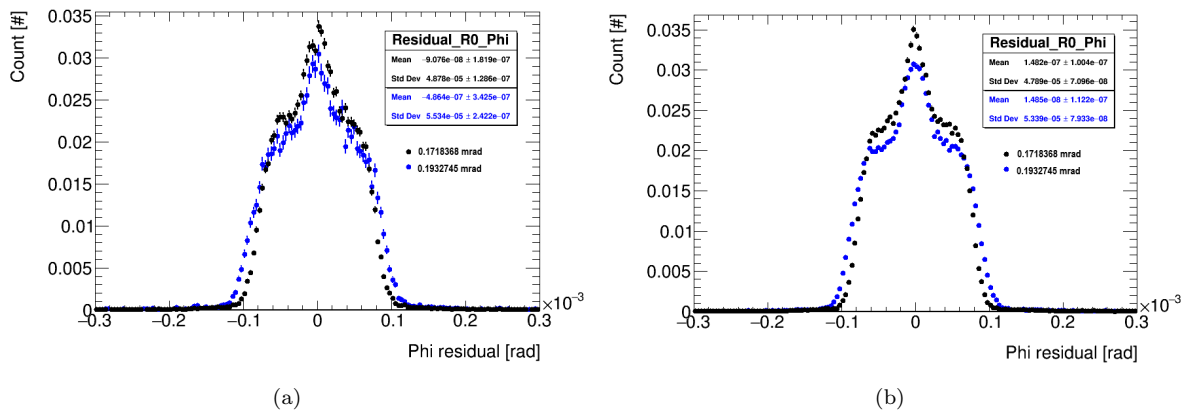 Count [#]
0.035
0.03
0.025
0.02
0.015
0.01
0.005
0
−0.3 −0.2 −0.1 0 0.1 0.2 0.3
×10−3
Phi residual [rad]
Residual_R0_Phi
Mean −9.076e−08 ± 1.819e−07
Std Dev 4.878e−05 ± 1.286e−07
Mean −4.864e−07 ± 3.425e−07
Std Dev 5.534e−05 ± 2.422e−07
0.1718368 mrad
0.1932745 mrad
(a)
Count [#]
0.035
0.03
0.025
0.02
0.015
0.01
0.005
0
−0.3 −0.2 −0.1 0 0.1 0.2 0.3
×10−3
Phi residual [rad]
Residual_R0_Phi
Mean 1.482e−07 ± 1.004e−07
Std Dev 4.789e−05 ± 7.096e−08
Mean 1.485e−08 ± 1.122e−07
Std Dev 5.339e−05 ± 7.933e−08
0.1718368 mrad
0.1932745 mrad
(b)